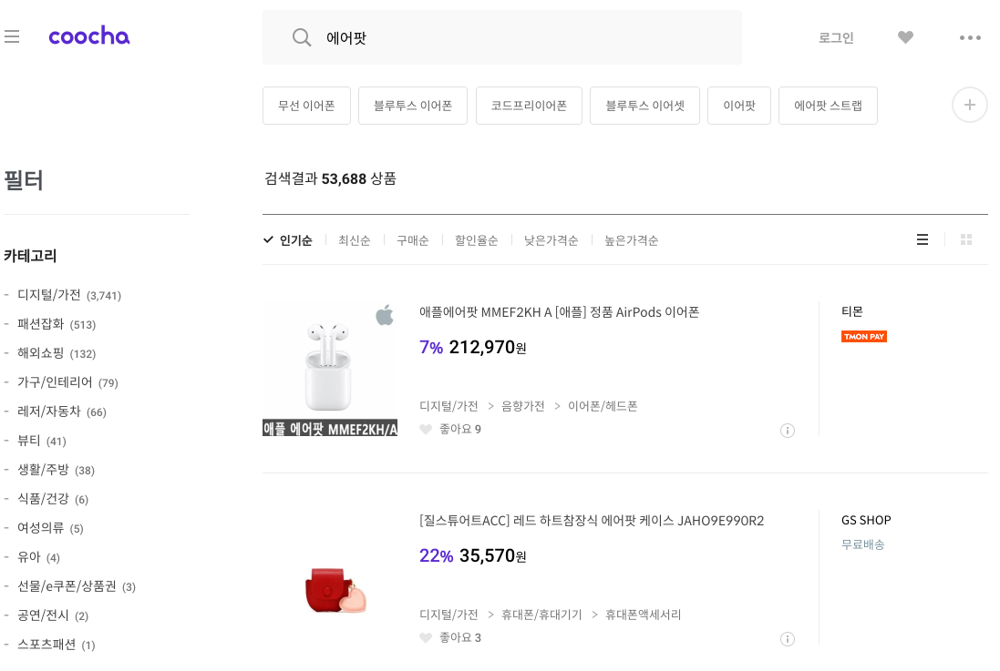 coocha
에어팟
로그인
무선 이어폰
블루투스 이어폰
코드프리이어폰
블루투스 이어셋
이어팟
에어팟 스트랩
필터
검색결과 53,688 상품
인기순
최신순
구매순
할인율순
낮은가격순
높은가격순
카테고리
- 디지털/가전 (3,741)
- 패션잡화 (513)
- 해외쇼핑 (132)
- 가구/인테리어 (79)
- 레저/자동차 (66)
- 뷰티 (41)
- 생활/주방 (38)
- 식품/건강 (6)
- 여성의류 (5)
- 유아 (4)
- 선물/e쿠폰/상품권 (3)
- 공연/전시 (2)
- 스포츠패션 (1)
애플 에어팟 MMEF2KH/A
애플에어팟 MMEF2KH A [애플] 정품 AirPods 이어폰
7% 212,970원
디지털/가전 > 음향가전 > 이어폰/헤드폰
좋아요 9
티몬
TMON PAY
[질스튜어트ACC] 레드 하트참장식 에어팟 케이스 JAHO9E990R2
22% 35,570원
디지털/가전 > 휴대폰/휴대기기 > 휴대폰액세서리
좋아요 3
GS SHOP
무료배송